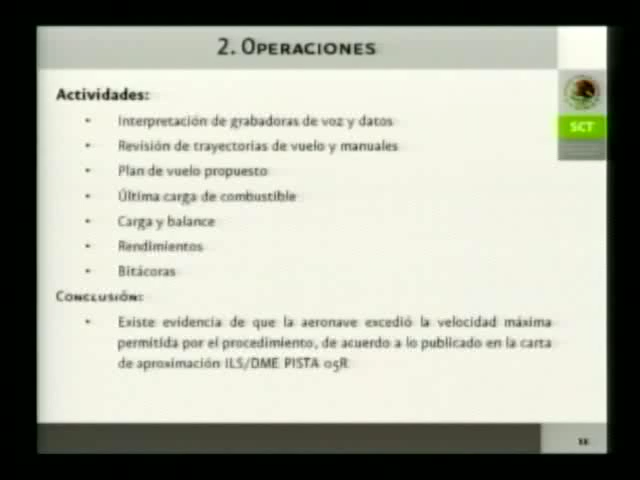 2. Operaciones
Actividades:
• Interpretación de grabadoras de voz y datos
• Revisión de trayectorias de vuelo y manuales
• Plan de vuelo propuesto
• Última carga de combustible
• Carga y balance
• Rendimientos
• Bitácoras
Conclusión:
• Existe evidencia de que la aeronave excedió la velocidad máxima
permitida por el procedimiento, de acuerdo a lo publicado en la carta
de aproximación ILS/DME PISTA 05R
SCT